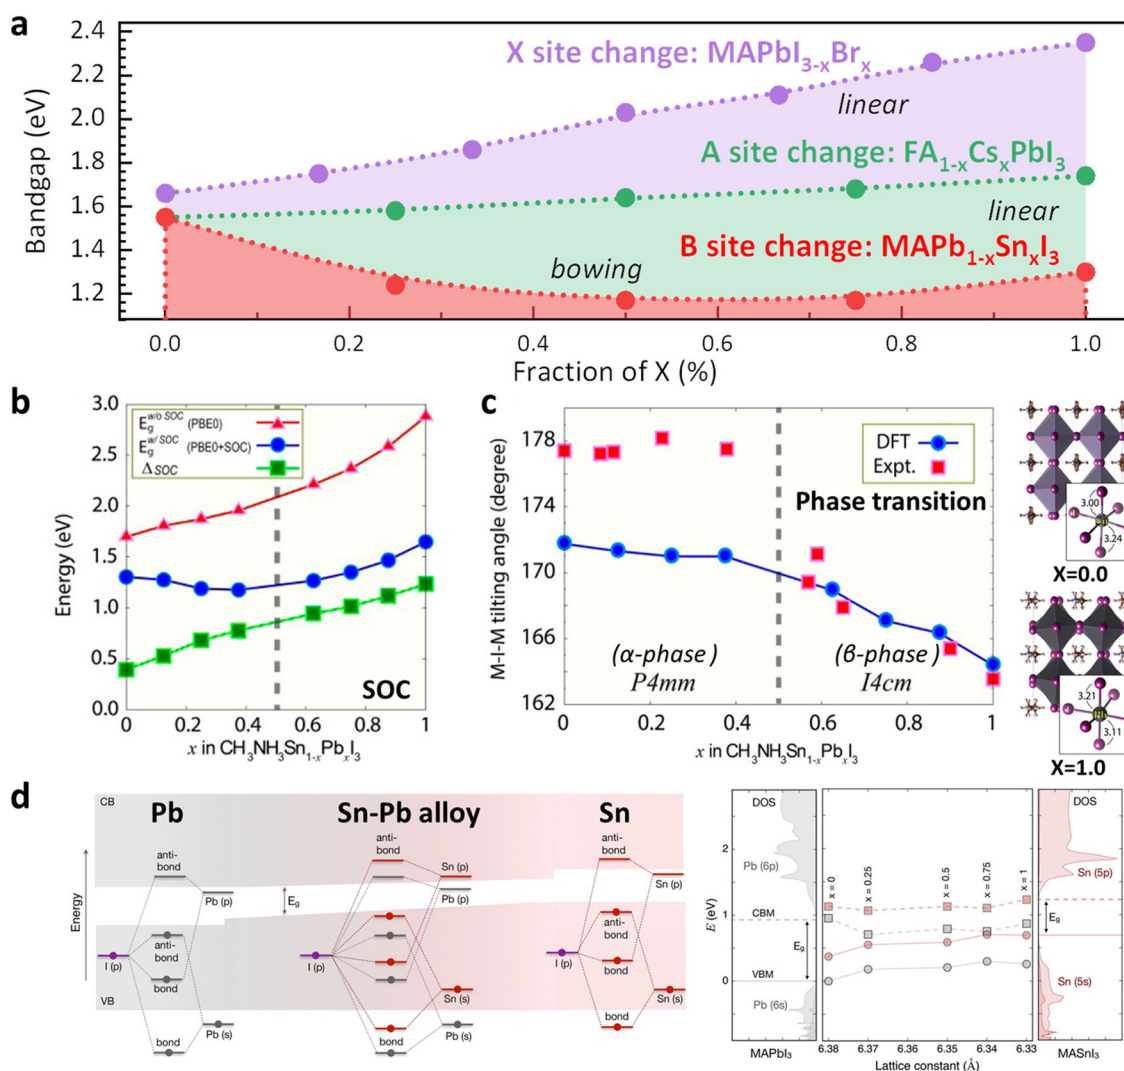 a
2.4
2.2
2.0
1.8
1.6
1.4
1.2
Bandgap (eV)
X site change: MAPbI3-xBrx
linear
A site change: FA1-xCsxPbI3
linear
B site change: MAPb1-xSnxI3
bowing
0.0 0.2 0.4 0.6 0.8 1.0
Fraction of X (%)
b
3.0
2.5
2.0
1.5
1.0
0.5
0.0
Energy (eV)
Eg w/o SOC (PBE0)
Eg w/ SOC (PBE0+SOC)
ΔSOC
SOC
0 0.2 0.4 0.6 0.8 1
x in CH3NH3Sn1-xPbxI3
c
178
174
170
166
162
M-I-M tilting angle (degree)
DFT
Expt.
Phase transition
(α-phase)
P4mm
(β-phase)
I4cm
0 0.2 0.4 0.6 0.8 1
x in CH3NH3Sn1-xPbxI3
3.00
3.24
X=0.0
3.21
3.11
X=1.0
d
Energy
CB
VB
Pb
anti-
bond
Pb (p)
I (p)
anti-
bond
bond
Pb (s)
bond
Eg
Sn-Pb alloy
anti-
bond
Sn (p)
Pb (p)
I (p)
Sn (s)
Pb (s)
bond
Sn
anti-
bond
Sn (p)
anti-
bond
I (p)
bond
Sn (s)
bond
E (eV)
2
1
0
DOS
Pb (6p)
CBM
VBM
Pb (6s)
MAPbI3
x = 0
x = 0.25
x = 0.5
x = 0.75
x = 1
Eg
6.38 6.37 6.36 6.35 6.34 6.33
Lattice constant (Å)
DOS
Sn (5p)
Eg
Sn (5s)
MASnI3